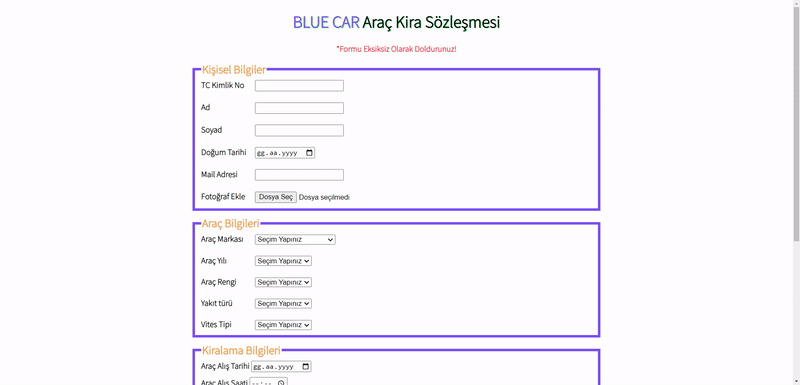 BLUE CAR Araç Kira Sözleşmesi
*Formu Eksiksiz Olarak Doldurunuz!
Kişisel Bilgiler
TC Kimlik No
Ad
Soyad
Doğum Tarihi gg.aa.yyyy
Mail Adresi
Fotoğraf Ekle Dosya Seç Dosya seçilmedi
Araç Bilgileri
Araç Markası Seçim Yapınız
Araç Yılı Seçim Yapınız
Araç Rengi Seçim Yapınız
Yakıt türü Seçim Yapınız
Vites Tipi Seçim Yapınız
Kiralama Bilgileri
Araç Alış Tarihi gg.aa.yyyy
Araç Alış Saati --:--